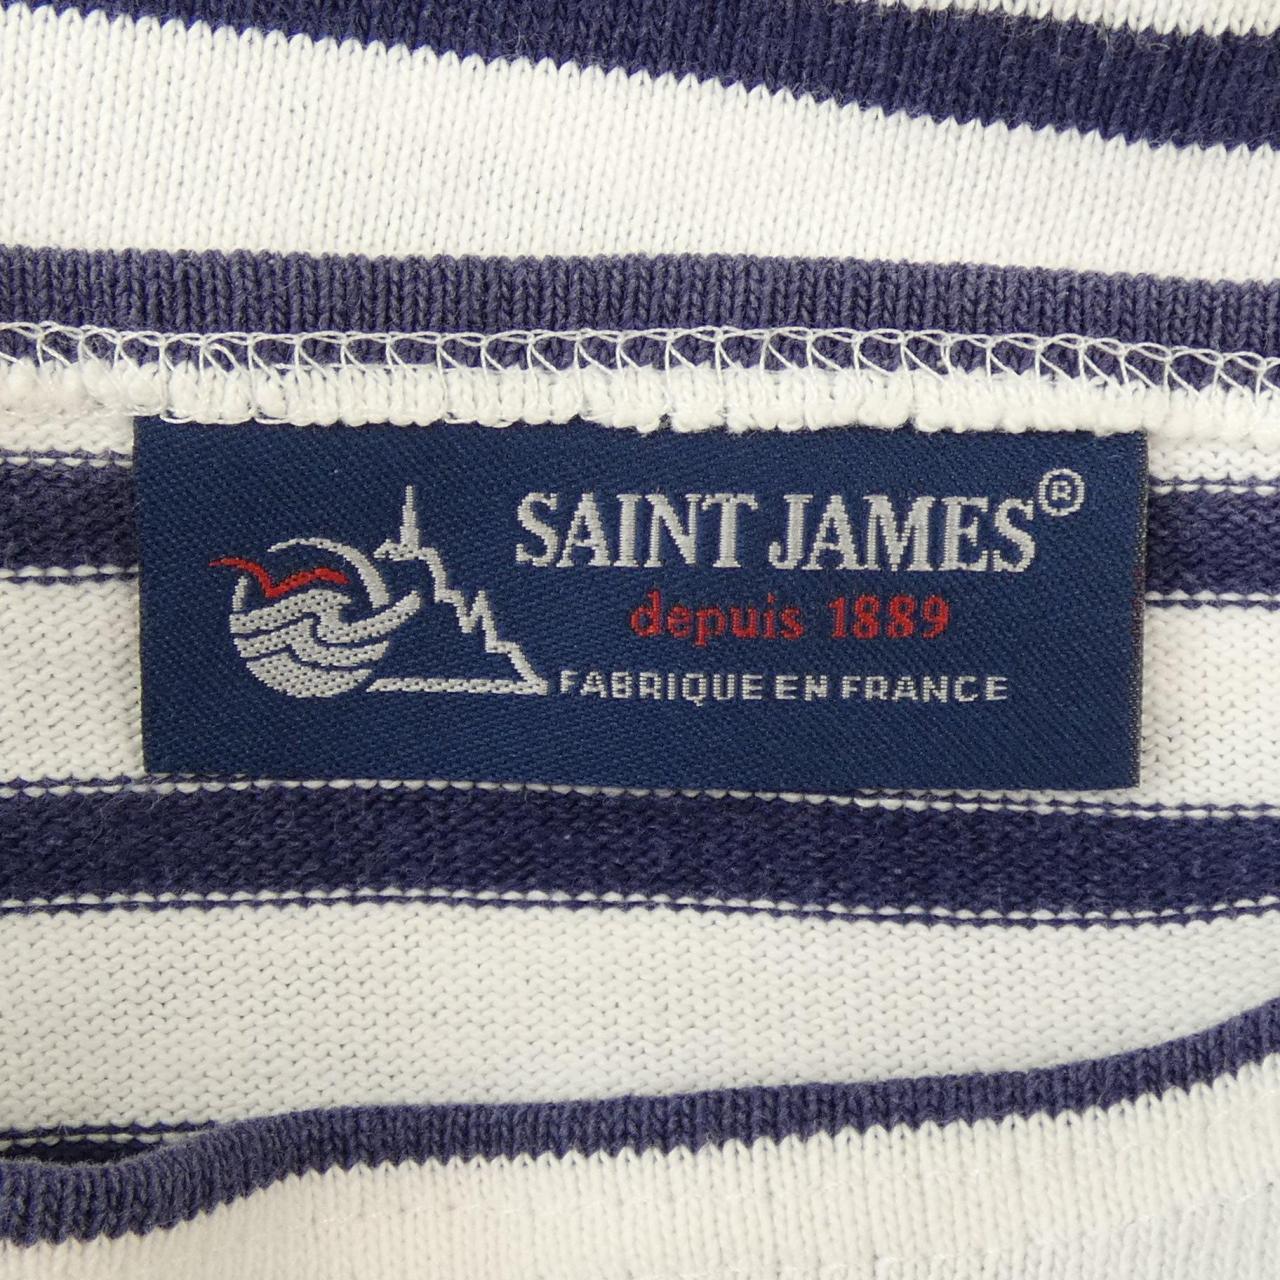 SAINT JAMES®
depuis 1889
FABRIQUE EN FRANCE